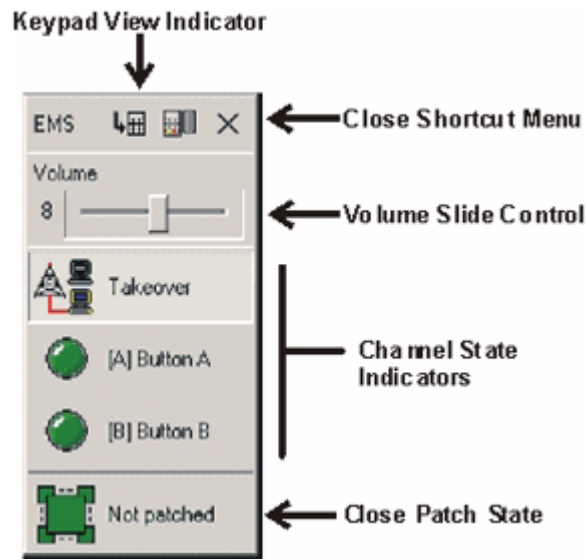 Keypad View Indicator
EMS
Close Shortcut Menu
Volume
8
Volume Slide Control
Takeover
[A] Button A
Channel State
Indicators
[B] Button B
Not patched
Close Patch State